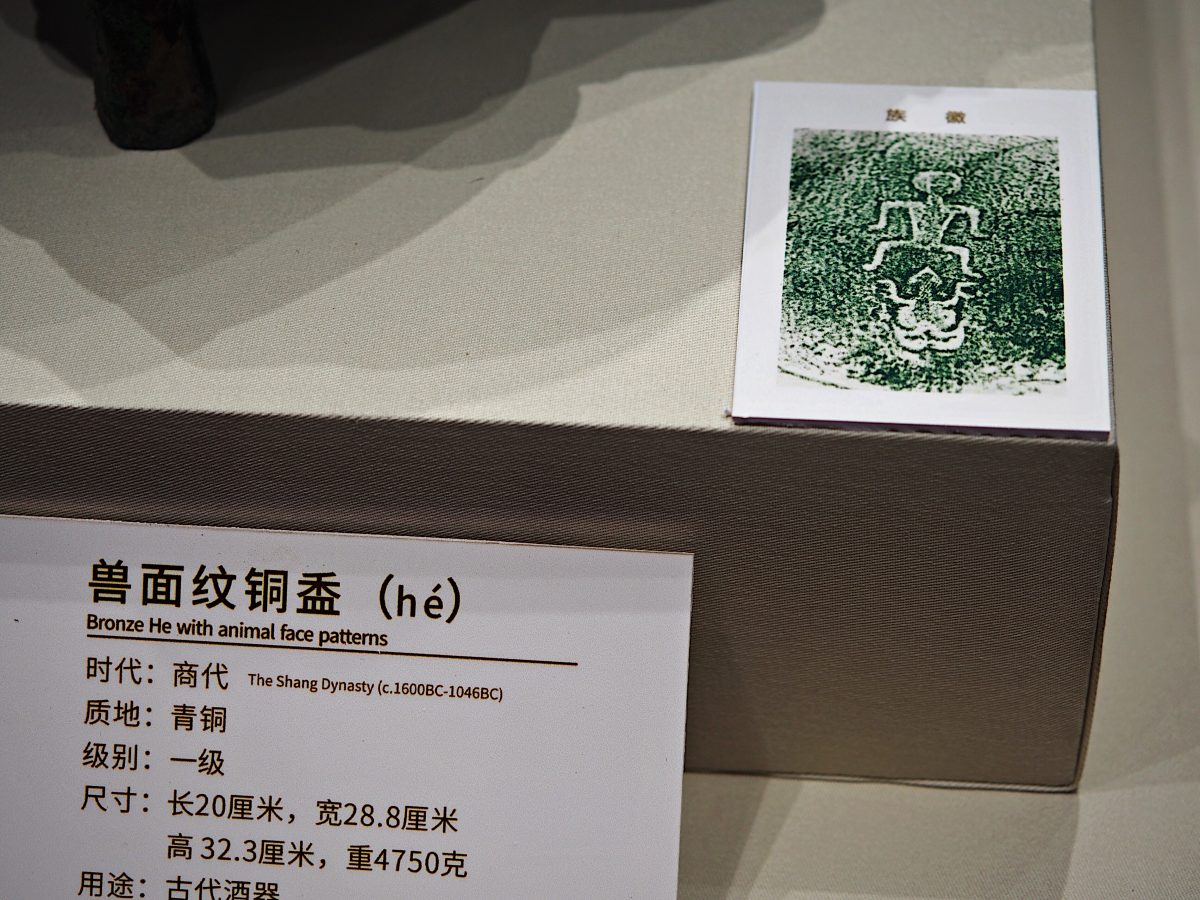 族 徽
兽面纹铜盉（hé）
Bronze He with animal face patterns
时代：商代 The Shang Dynasty (c.1600BC-1046BC)
质地：青铜
级别：一级
尺寸：长20厘米，宽28.8厘米
高 32.3厘米，重4750克
用途：古代酒器